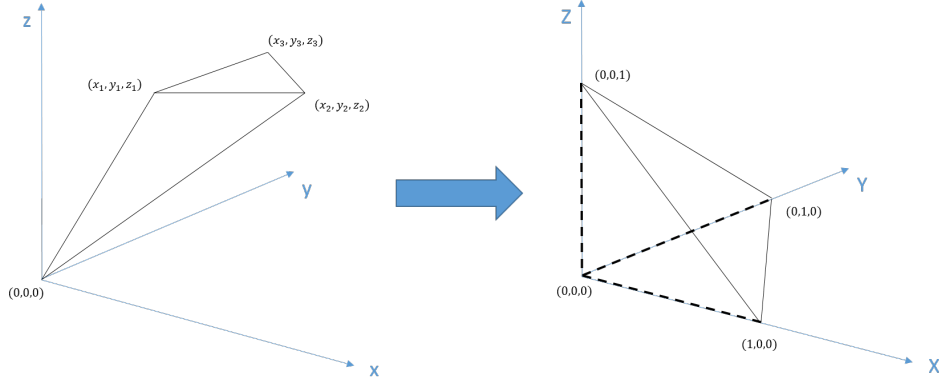 z
(x₃, y₃, z₃)
(x₁, y₁, z₁)
(x₂, y₂, z₂)
y
(0,0,0)
x
Z
(0,0,1)
Y
(0,1,0)
(0,0,0)
(1,0,0)
X